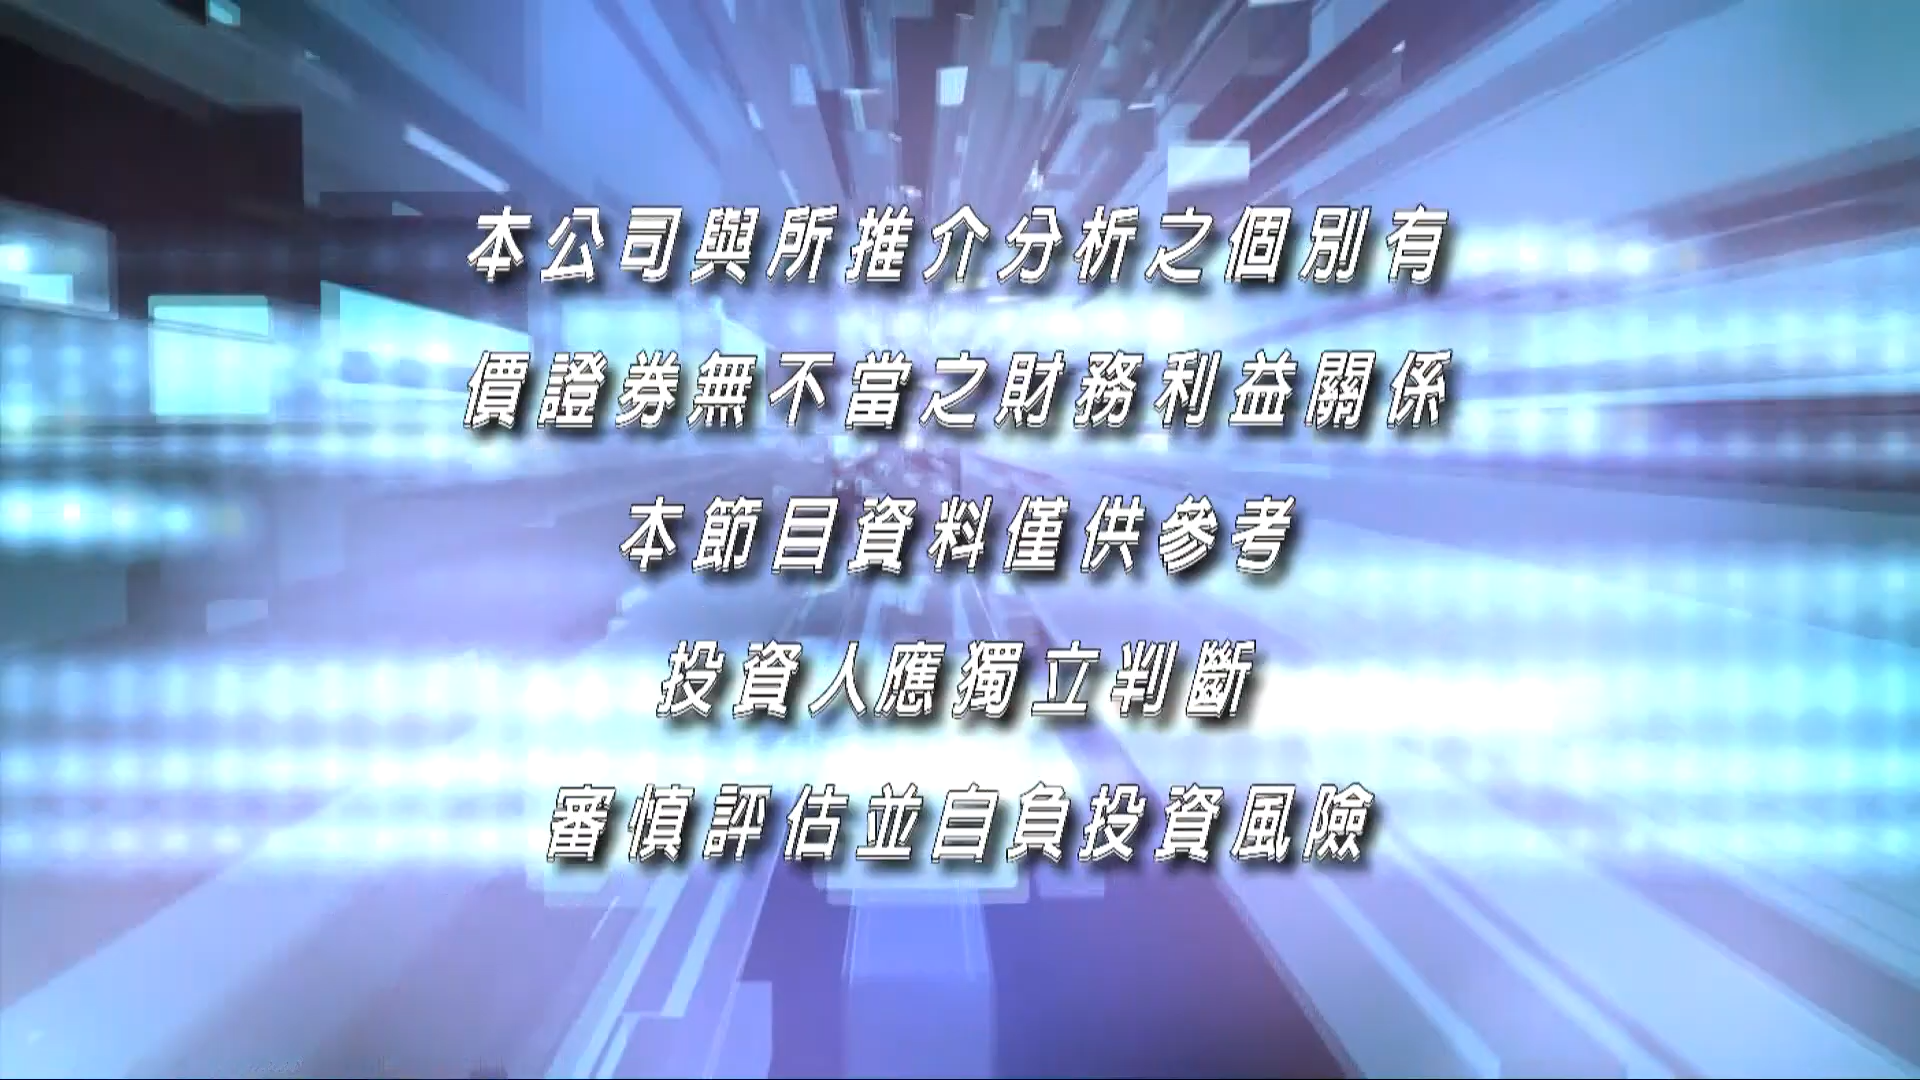 本公司與所推介分析之個別有
價證券無不當之財務利益關係
本節目資料僅供參考
投資人應獨立判斷
審慎評估並自負投資風險